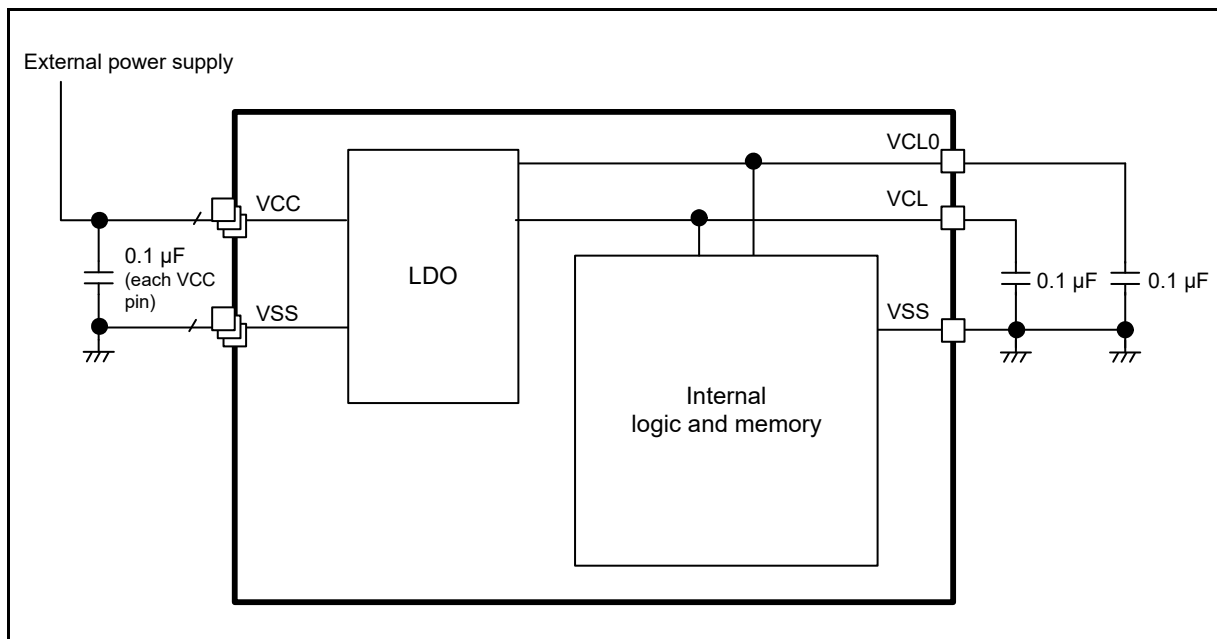 External power supply
VCL0
VCC
VCL
0.1 µF
(each VCC
pin)
LDO
0.1 µF
0.1 µF
VSS
VSS
Internal
logic and memory